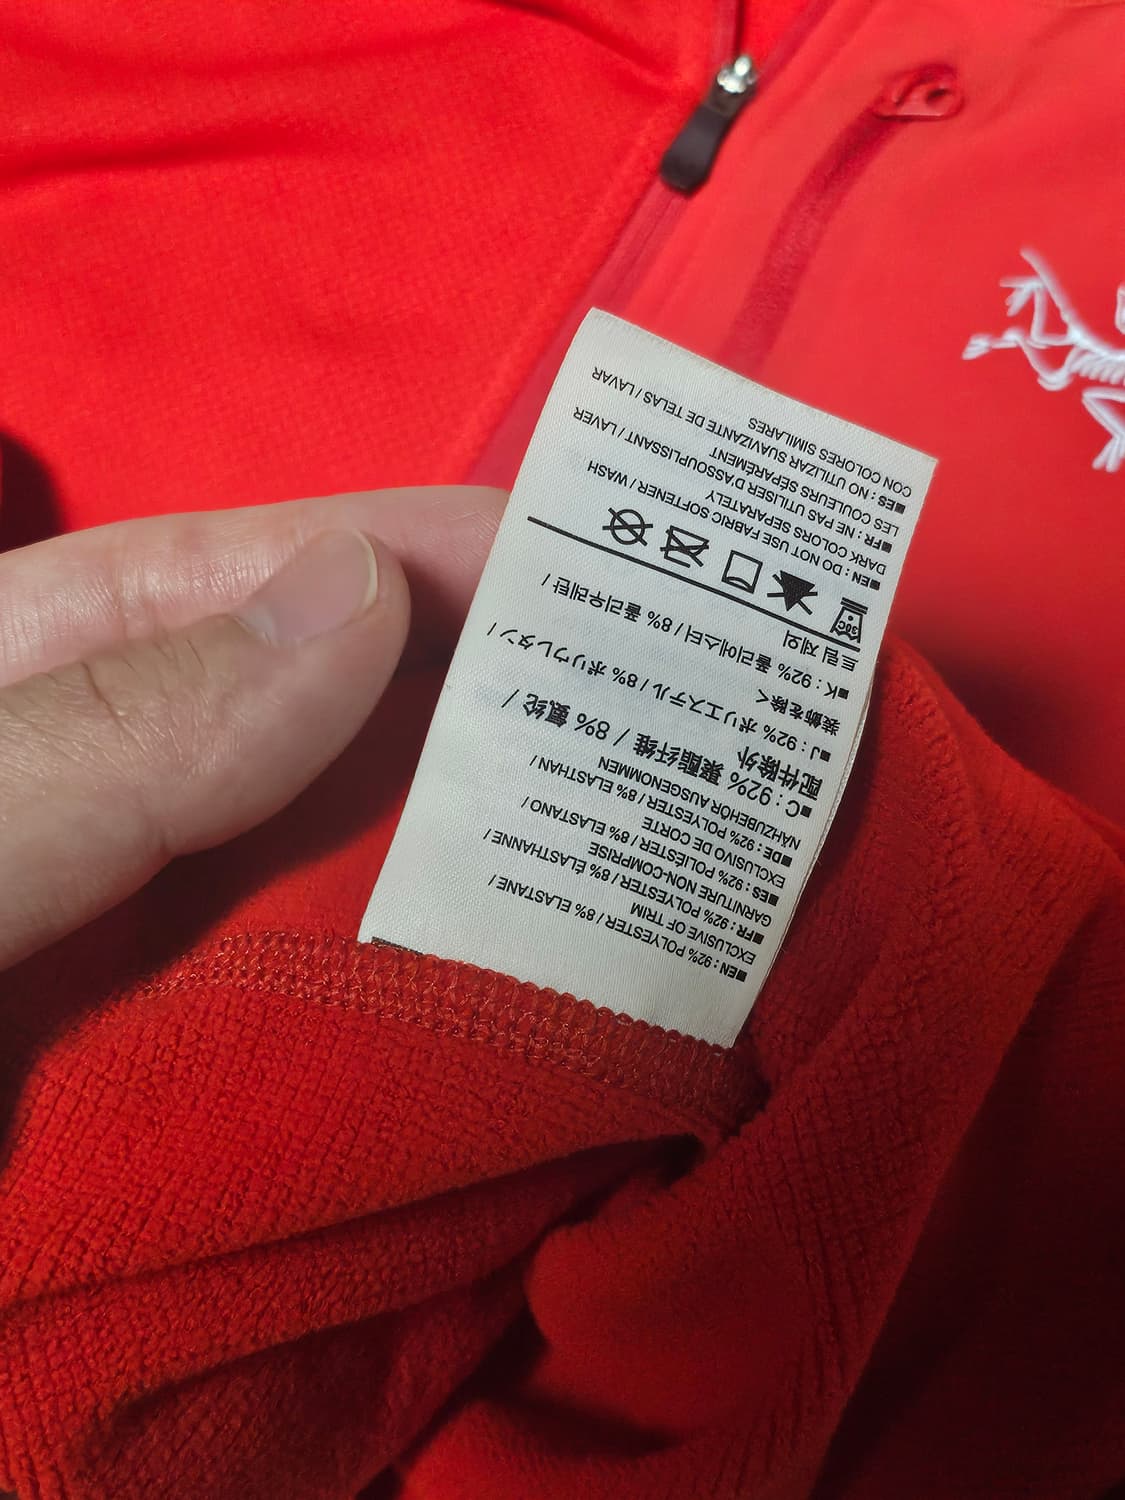 ■EN : 92% POLYESTER / 8% ELASTANE /
EXCLUSIVE OF TRIM
■FR : 92% POLYESTER / 8% ÉLASTHANNE /
GARNITURE NON-COMPRISE
■ES : 92% POLIÉSTER / 8% ELASTANO /
EXCLUSIVO DE CORTE
■DE : 92% POLYESTER / 8% ELASTHAN /
NÄHZUBEHÖR AUSGENOMMEN
■C : 92% 聚酯纤维 / 8% 氨纶 /
配件除外
■J : 92% ポリエステル / 8% ポリウレタン /
装飾を除く
■K : 92% 폴리에스터 / 8% 폴리우레탄 /
트림 제외
30C
■EN : DO NOT USE FABRIC SOFTENER / WASH
DARK COLORS SEPARATELY
■FR : NE PAS UTILISER D'ASSOUPLISSANT / LAVER
LES COULEURS SÉPARÉMENT
■ES : NO UTILIZAR SUAVIZANTE DE TELAS / LAVAR
CON COLORES SIMILARES